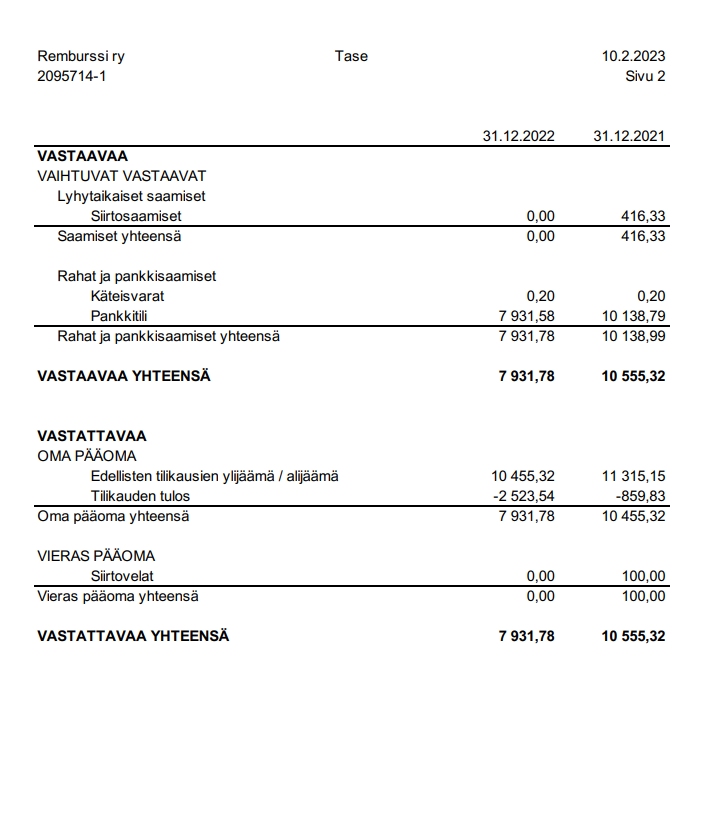 Remburssi ry Tase 10.2.2023
2095714-1 Sivu 2
31.12.2022 31.12.2021
VASTAAVAA
VAIHTUVAT VASTAAVAT
Lyhytaikaiset saamiset
Siirtosaamiset 0,00 416,33
Saamiset yhteensä 0,00 416,33
Rahat ja pankkisaamiset
Käteisvarat 0,20 0,20
Pankkitili 7 931,58 10 138,79
Rahat ja pankkisaamiset yhteensä 7 931,78 10 138,99
VASTAAVAA YHTEENSÄ 7 931,78 10 555,32
VASTATTAVAA
OMA PÄÄOMA
Edellisten tilikausien ylijäämä / alijäämä 10 455,32 11 315,15
Tilikauden tulos -2 523,54 -859,83
Oma pääoma yhteensä 7 931,78 10 455,32
VIERAS PÄÄOMA
Siirtovelat 0,00 100,00
Vieras pääoma yhteensä 0,00 100,00
VASTATTAVAA YHTEENSÄ 7 931,78 10 555,32